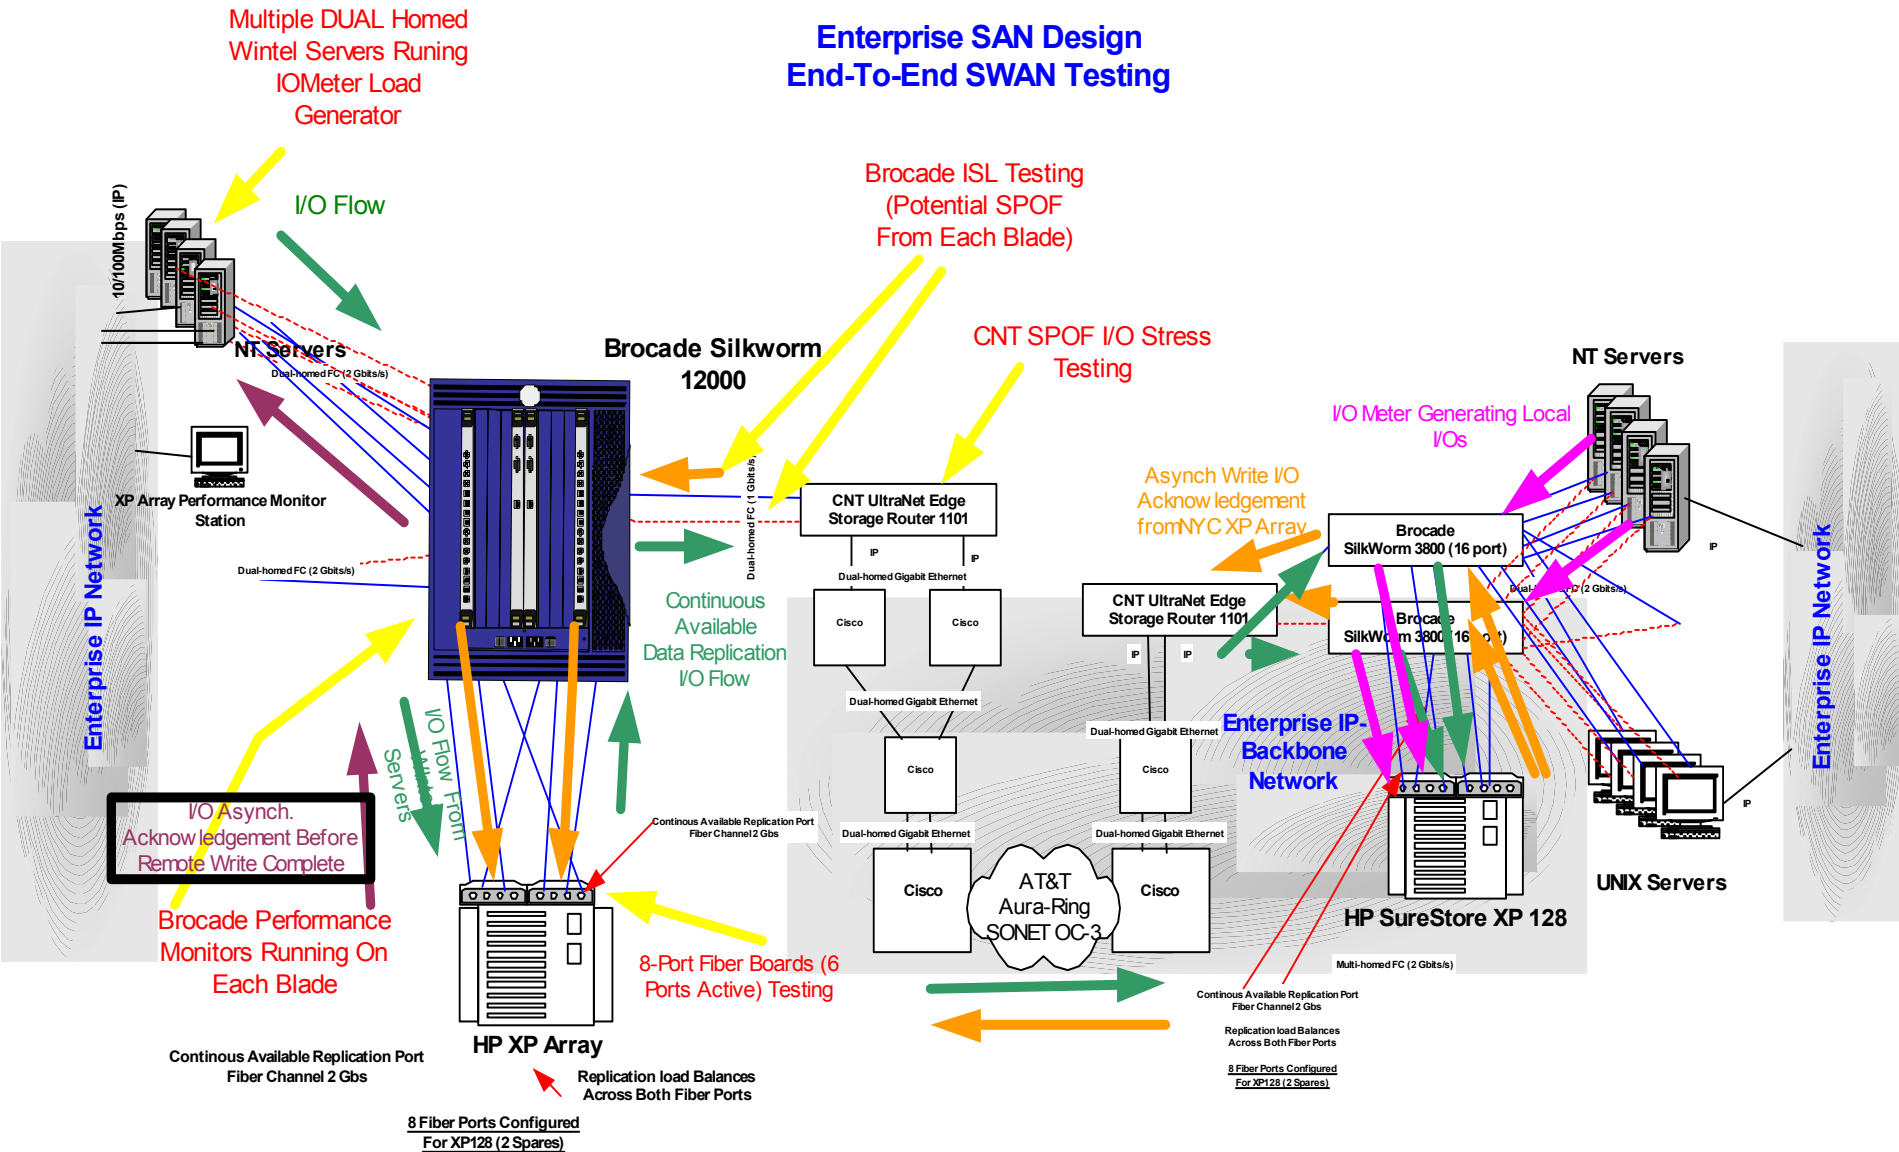 Enterprise SAN Design
End-To-End SWAN Testing
Multiple DUAL Homed
Wintel Servers Runing
IOMeter Load
Generator
I/O Flow
10/100Mbps (IP)
NT Servers
Dual-homed FC (2 Gbits/s)
XP Array Performance Monitor
Station
Dual-homed FC (2 Gbits/s)
Enterprise IP Network
Brocade Silkworm
12000
Brocade ISL Testing
(Potential SPOF
From Each Blade)
CNT SPOF I/O Stress
Testing
Dual-homed FC (1 Gbits/s)
CNT UltraNet Edge
Storage Router 1101
IP
IP
Dual-homed Gigabit Ethernet
Cisco
Cisco
Dual-homed Gigabit Ethernet
Cisco
Dual-homed Gigabit Ethernet
Cisco
Continuous
Available
Data Replication
I/O Flow
I/O Flow From
Servers
I/O Asynch.
Acknowledgement Before
Remote Write Complete
Brocade Performance
Monitors Running On
Each Blade
Continous Available Replication Port
Fiber Channel 2 Gbs
8-Port Fiber Boards (6
Ports Active) Testing
HP XP Array
Continous Available Replication Port
Fiber Channel 2 Gbs
Replication load Balances
Across Both Fiber Ports
8 Fiber Ports Configured
For XP128 (2 Spares)
AT&T
Aura-Ring
SONET OC-3
CNT UltraNet Edge
Storage Router 1101
IP
IP
Dual-homed Gigabit Ethernet
Cisco
Dual-homed Gigabit Ethernet
Cisco
Asynch Write I/O
Acknowledgement
fromNYC XP Array
I/O Meter Generating Local
I/Os
NT Servers
Brocade
SilkWorm 3800 (16 port)
Brocade
SilkWorm 3800 (16 port)
IP
Dual-homed FC (2 Gbits/s)
Enterprise IP-
Backbone
Network
Enterprise IP Network
IP
UNIX Servers
HP SureStore XP 128
Multi-homed FC (2 Gbits/s)
Continous Available Replication Port
Fiber Channel 2 Gbs
Replication load Balances
Across Both Fiber Ports
8 Fiber Ports Configured
For XP128 (2 Spares)